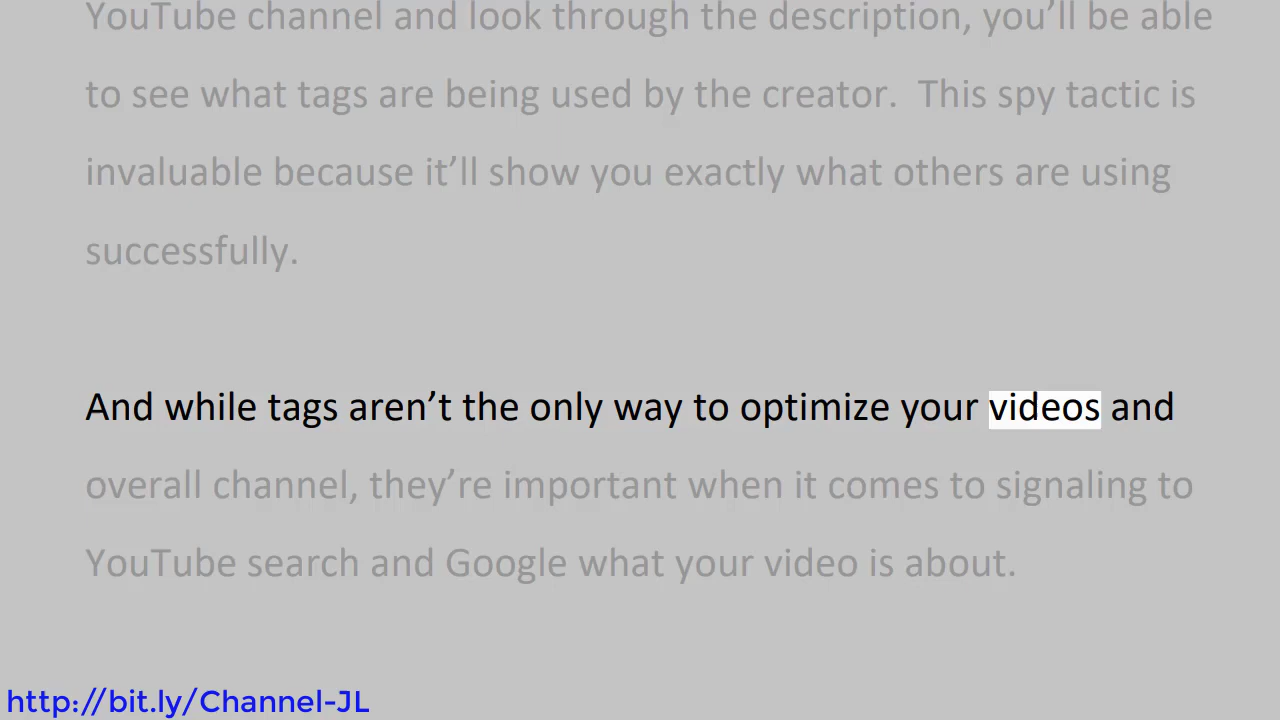 YouTube channel and look through the description, you’ll be able
to see what tags are being used by the creator.  This spy tactic is
invaluable because it’ll show you exactly what others are using
successfully.
And while tags aren’t the only way to optimize your videos and
overall channel, they’re important when it comes to signaling to
YouTube search and Google what your video is about.
http://bit.ly/Channel-JL